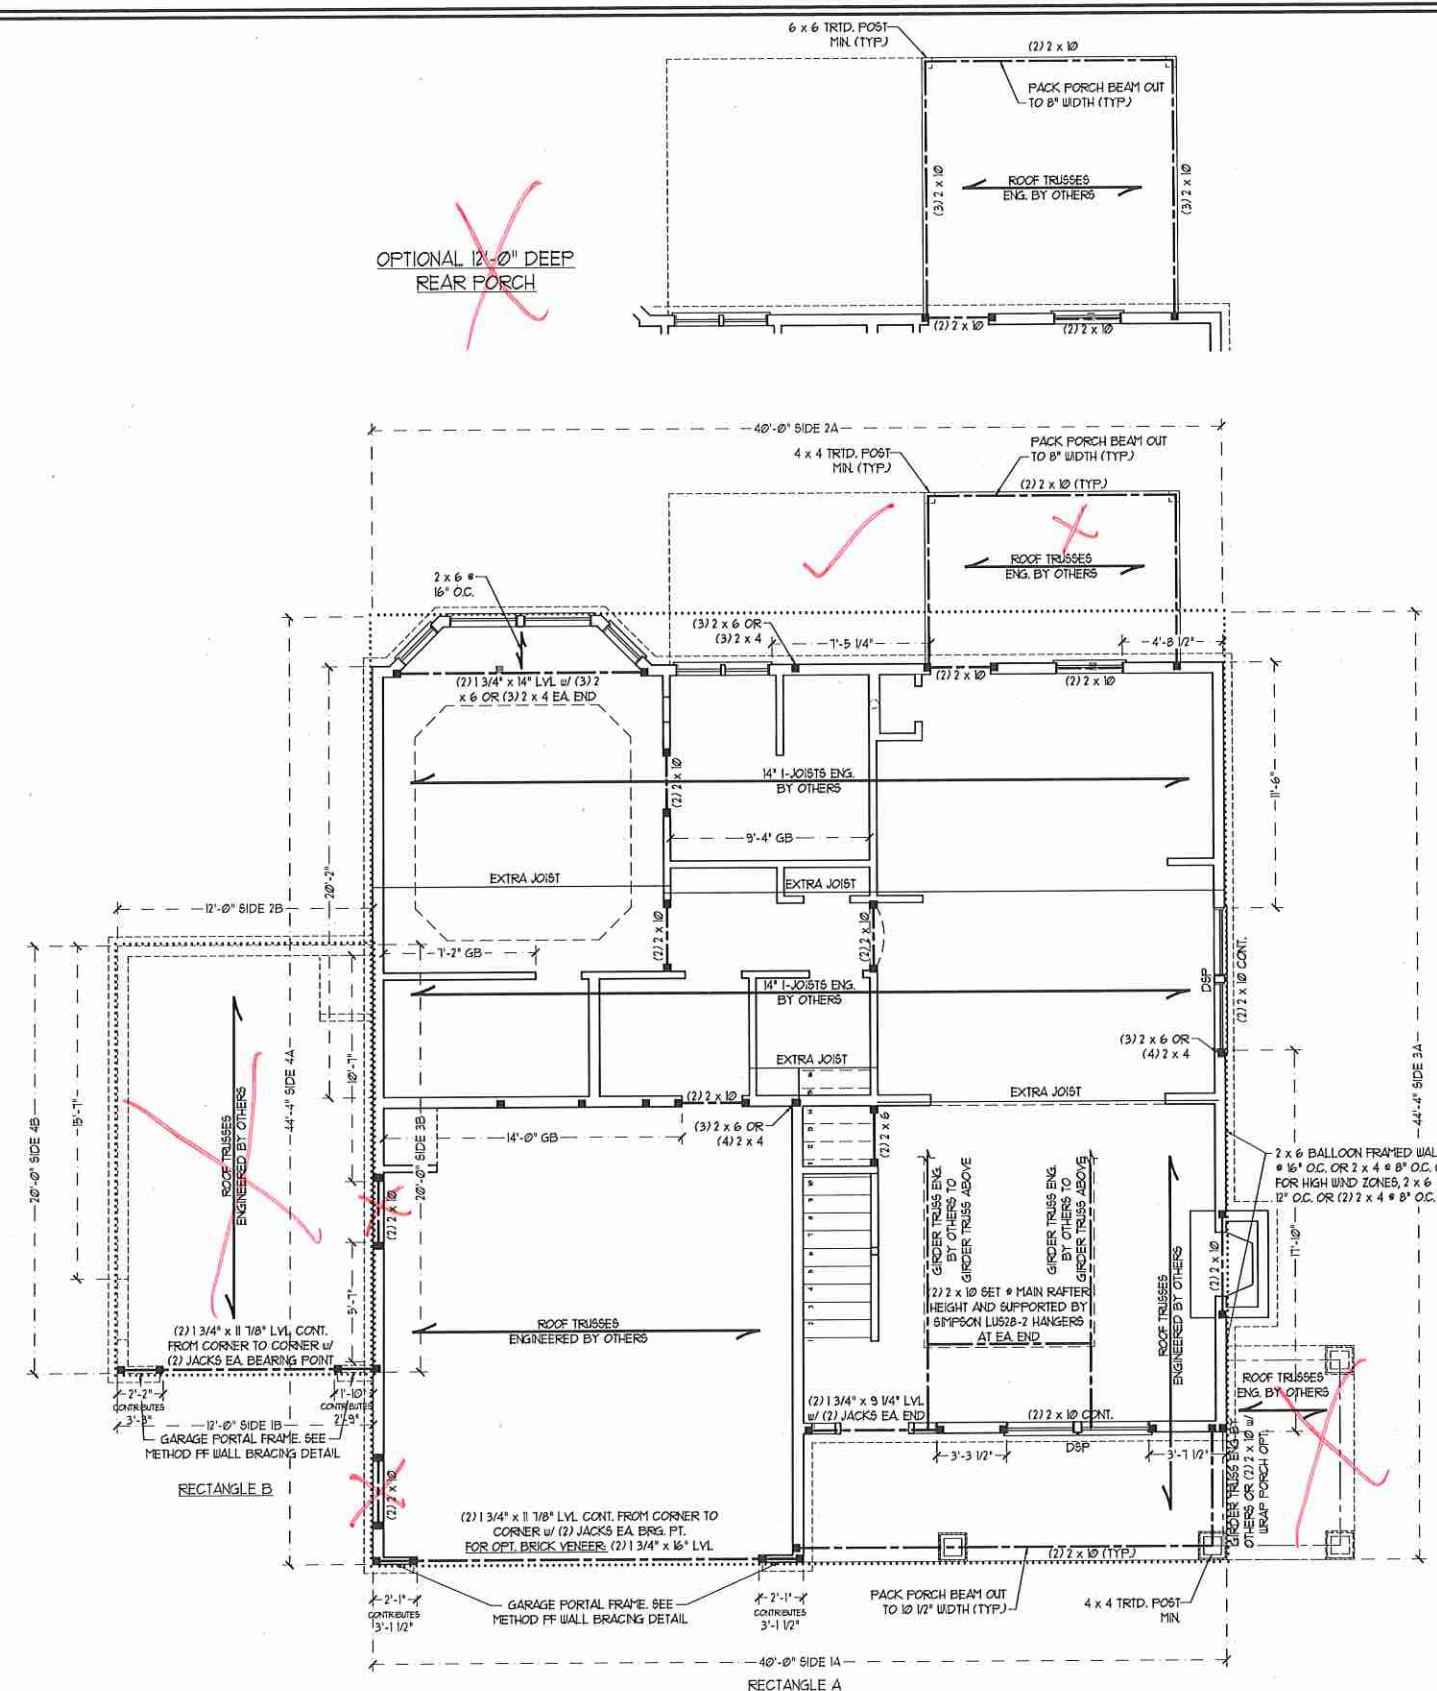 6 x 6 TRTD. POST
MIN. (TYP.)
(2) 2 x 10
PACK PORCH BEAM OUT
TO 8" WIDTH (TYP.)
(3) 2 x 10
ROOF TRUSSES
ENG. BY OTHERS
(3) 2 x 10
OPTIONAL 12'-0" DEEP
REAR PORCH
(2) 2 x 10
(2) 2 x 10
40'-0" SIDE 2A
4 x 4 TRTD. POST
MIN. (TYP.)
PACK PORCH BEAM OUT
TO 8" WIDTH (TYP.)
(2) 2 x 10 (TYP.)
ROOF TRUSSES
ENG. BY OTHERS
2 x 6 @
16" O.C.
(3) 2 x 6 OR
(3) 2 x 4
7'-5 1/4"
4'-8 1/2"
(2) 1 3/4" x 14" LVL w/ (3) 2
x 6 OR (3) 2 x 4 EA. END
(2) 2 x 10
(2) 2 x 10
14" I-JOISTS ENG.
BY OTHERS
(2) 2 x 10
11'-6"
9'-4" GB
20'-2"
EXTRA JOIST
EXTRA JOIST
12'-0" SIDE 2B
(2) 2 x 10
(2) 2 x 10
7'-2" GB
14" I-JOISTS ENG.
BY OTHERS
DSP
(2) 2 x 10 CONT.
(3) 2 x 6 OR
(4) 2 x 4
EXTRA JOIST
EXTRA JOIST
20'-0" SIDE 4B
15'-7"
ROOF TRUSSES
ENGINEERED BY OTHERS
44'-4" SIDE 4A
10'-7"
20'-0" SIDE 3B
44'-4" SIDE 3A
(2) 2 x 10
14'-0" GB
(3) 2 x 6 OR
(4) 2 x 4
(2) 2 x 6
2 x 6 BALLOON FRAMED WAL
@ 16" O.C. OR 2 x 4 @ 8" O.C.
FOR HIGH WIND ZONES, 2 x 6
12" O.C. OR (2) 2 x 4 @ 8" O.C.
GIRDER TRUSS ENG.
BY OTHERS TO
GIRDER TRUSS ABOVE
GIRDER TRUSS ENG.
BY OTHERS TO
GIRDER TRUSS ABOVE
(2) 2 x 10
(2) 2 x 10
17'-10"
5'-7"
(2) 2 x 10 SET @ MAIN RAFTER
HEIGHT AND SUPPORTED BY
SIMPSON LUS28-2 HANGERS
AT EA. END
ROOF TRUSSES
ENGINEERED BY OTHERS
ROOF TRUSSES
ENGINEERED BY OTHERS
(2) 1 3/4" x 11 7/8" LVL CONT.
FROM CORNER TO CORNER w/
(2) JACKS EA. BEARING POINT
2'-2"
CONTRIBUTES
3'-3"
1'-10"
CONTRIBUTES
2'-9"
12'-0" SIDE 1B
GARAGE PORTAL FRAME. SEE
METHOD PF WALL BRACING DETAIL
RECTANGLE B
ROOF TRUSSES
ENG. BY OTHERS
(2) 1 3/4" x 9 1/4" LVL
w/ (2) JACKS EA. END
(2) 2 x 10 CONT.
DSP
3'-3 1/2"
3'-7 1/2"
GIRDER TRUSS ENG BY
OTHERS OR (2) 2 x 10 w/
WRAP PORCH OPT.
(2) 2 x 10
(2) 1 3/4" x 11 7/8" LVL CONT. FROM CORNER TO
CORNER w/ (2) JACKS EA. BRG. PT.
FOR OPT. BRICK VENEER: (2) 1 3/4" x 16" LVL
(2) 2 x 10 (TYP.)
2'-1"
CONTRIBUTES
3'-1 1/2"
GARAGE PORTAL FRAME. SEE
METHOD PF WALL BRACING DETAIL
2'-1"
CONTRIBUTES
3'-1 1/2"
PACK PORCH BEAM OUT
TO 10 1/2" WIDTH (TYP.)
4 x 4 TRTD. POST
MIN.
40'-0" SIDE 1A
RECTANGLE A